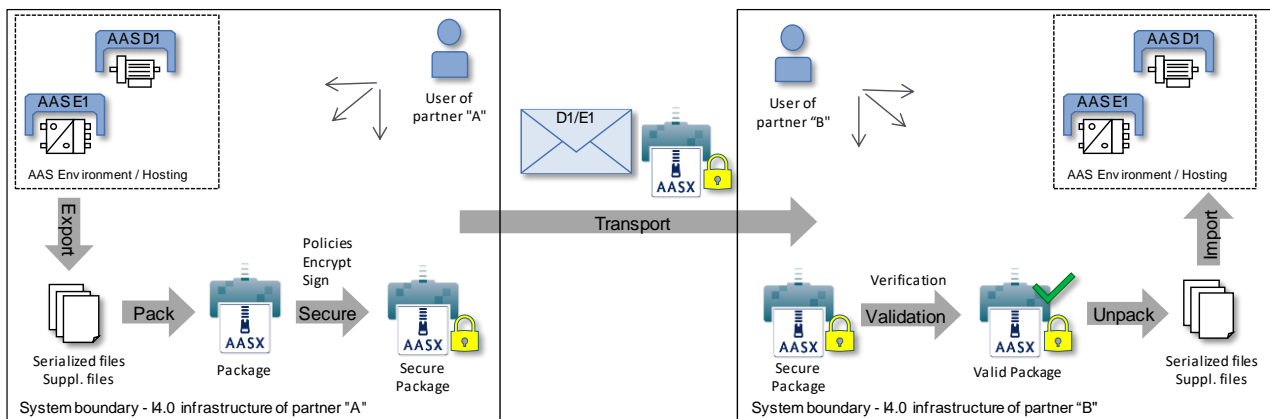 AAS D1
AAS E1
AAS Environment / Hosting
User of
partner "A"
Export
Serialized files
Suppl. files
Pack
AASX
Package
Policies
Encrypt
Sign
Secure
AASX
Secure
Package
System boundary - I4.0 infrastructure of partner "A"
D1/E1
AASX
Transport
User of
partner “B”
AAS D1
AAS E1
AAS Environment / Hosting
AASX
Secure
Package
Verification
Validation
AASX
Valid Package
Unpack
Import
Serialized files
Suppl. files
System boundary - I4.0 infrastructure of partner “B”